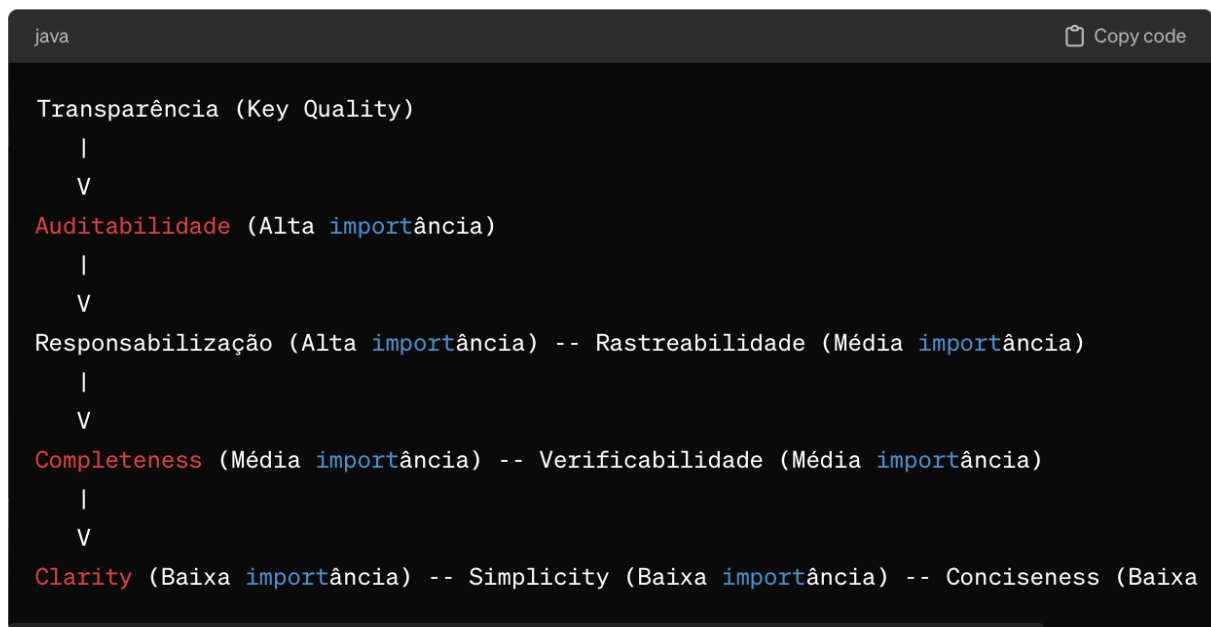 java
Copy code
Transparência (Key Quality)
|
V
Auditabilidade (Alta importância)
|
V
Responsabilização (Alta importância) -- Rastreabilidade (Média importância)
|
V
Completeness (Média importância) -- Verificabilidade (Média importância)
|
V
Clarity (Baixa importância) -- Simplicity (Baixa importância) -- Conciseness (Baixa